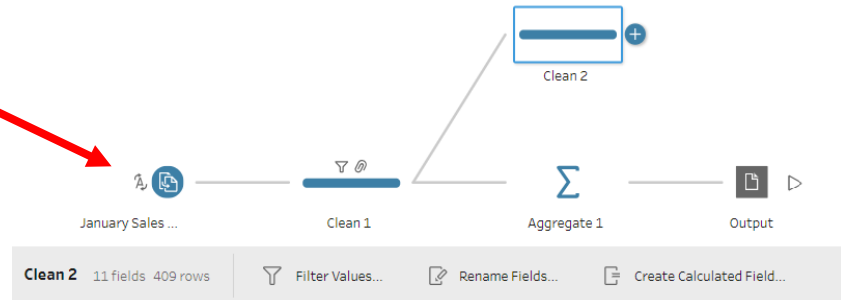 Clean 2
January Sales ...
Clean 1
Aggregate 1
Output
Clean 2 11 fields 409 rows Filter Values... Rename Fields... Create Calculated Field...